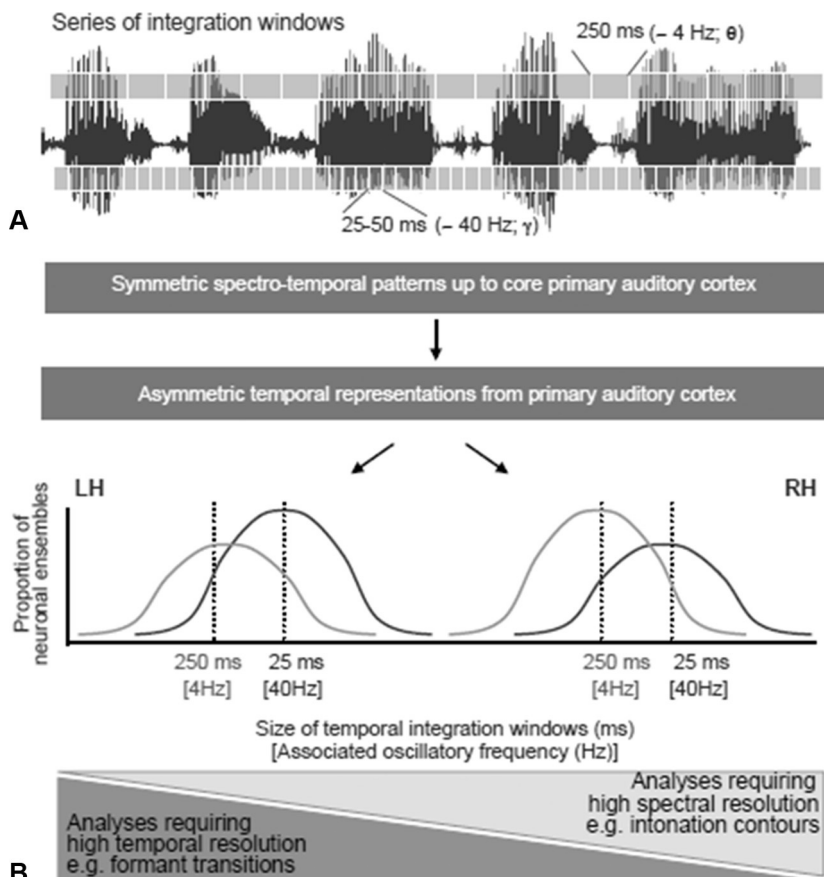 Series of integration windows
250 ms (– 4 Hz; θ)
25-50 ms (– 40 Hz; γ)
A
Symmetric spectro-temporal patterns up to core primary auditory cortex
Asymmetric temporal representations from primary auditory cortex
LH
RH
Proportion of
neuronal ensembles
250 ms 25 ms 250 ms 25 ms
[4Hz] [40Hz] [4Hz] [40Hz]
Size of temporal integration windows (ms)
[Associated oscillatory frequency (Hz)]
Analyses requiring
high spectral resolution
e.g. intonation contours
Analyses requiring
high temporal resolution
e.g. formant transitions
B